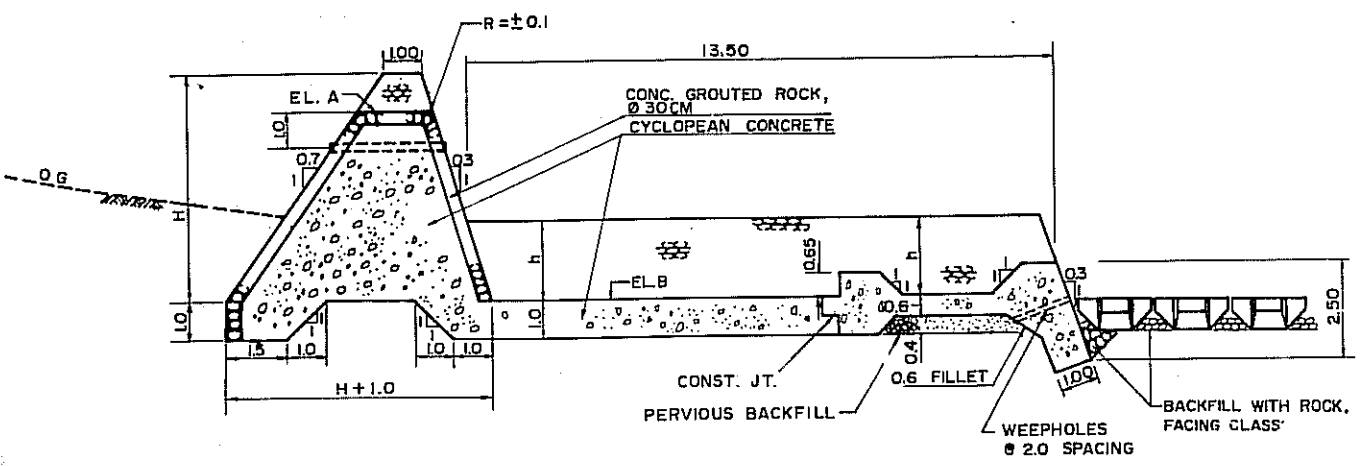 R = ± 0.1
1.00
13.50
EL. A
CONC. GROUTED ROCK,
Ø 30CM
CYCLOPEAN CONCRETE
1.0
0.7
1
0.3
1
O G
H
h
0.65
h
EL.B
1
1
0.3
1
0.6
2.50
1.0
1.0
1
1
1.5
1.0
1.0
1.0
0.4
H + 1.0
CONST. JT.
0.6 FILLET
1.00
PERVIOUS BACKFILL
WEEPHOLES
@ 2.0 SPACING
BACKFILL WITH ROCK,
FACING CLASS